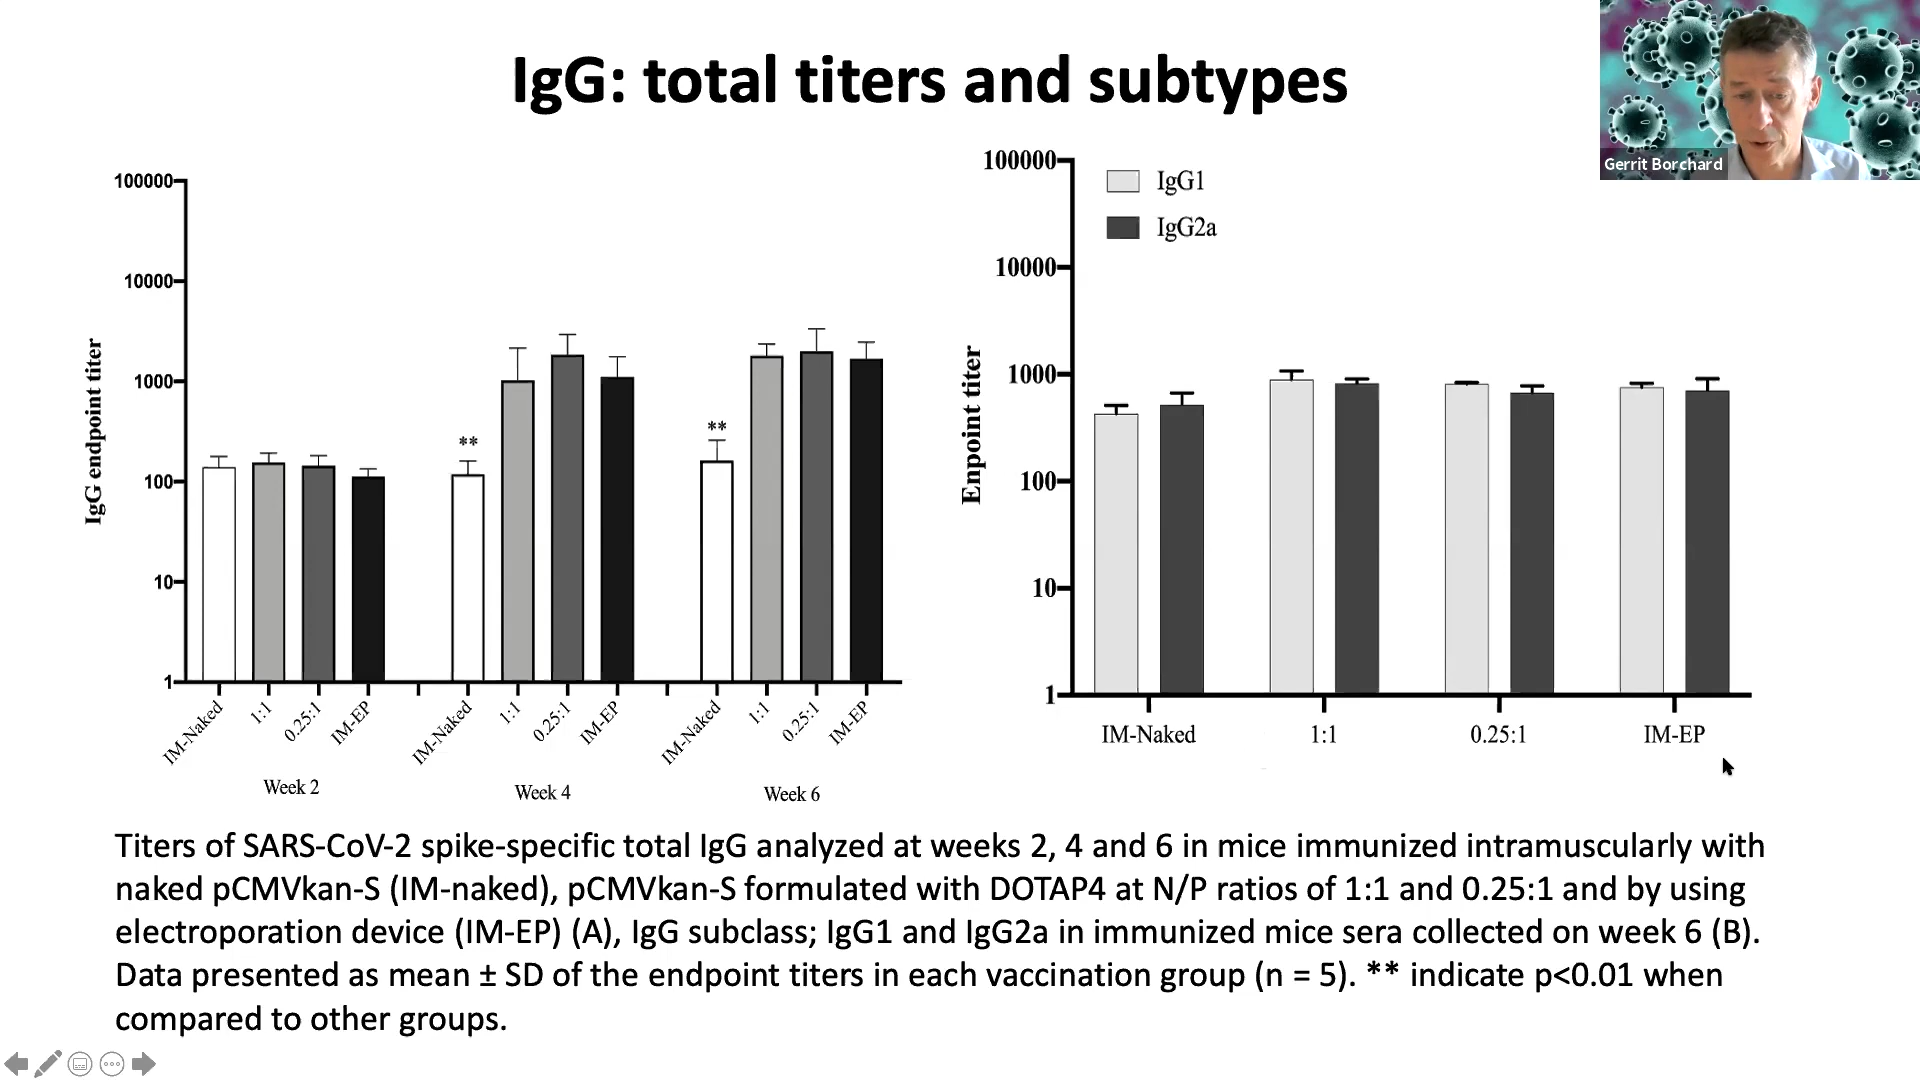 IgG: total titers and subtypes
Gerrit Borchard
100000
10000
1000
100
10
1
IgG endpoint titer
**
**
IM-Naked
1:1
0.25:1
IM-EP
IM-Naked
1:1
0.25:1
IM-EP
IM-Naked
1:1
0.25:1
IM-EP
Week 2
Week 4
Week 6
100000
10000
1000
100
10
1
Enpoint titer
IgG1
IgG2a
IM-Naked
1:1
0.25:1
IM-EP
Titers of SARS-CoV-2 spike-specific total IgG analyzed at weeks 2, 4 and 6 in mice immunized intramuscularly with
naked pCMVkan-S (IM-naked), pCMVkan-S formulated with DOTAP4 at N/P ratios of 1:1 and 0.25:1 and by using
electroporation device (IM-EP) (A), IgG subclass; IgG1 and IgG2a in immunized mice sera collected on week 6 (B).
Data presented as mean ± SD of the endpoint titers in each vaccination group (n = 5). ** indicate p<0.01 when
compared to other groups.